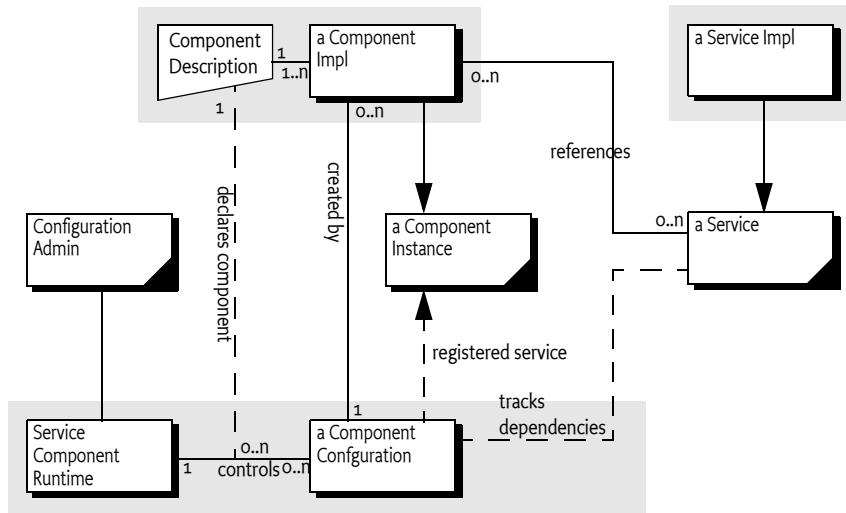 Component
Description
1
1..n
a Component
Impl
0..n
a Service Impl
1
0..n
references
created by
declares component
Configuration
Admin
a Component
Instance
0..n
a Service
registered service
tracks
dependencies
1
Service
Component
Runtime
1
0..n
controls
0..n
a Component
Confguration